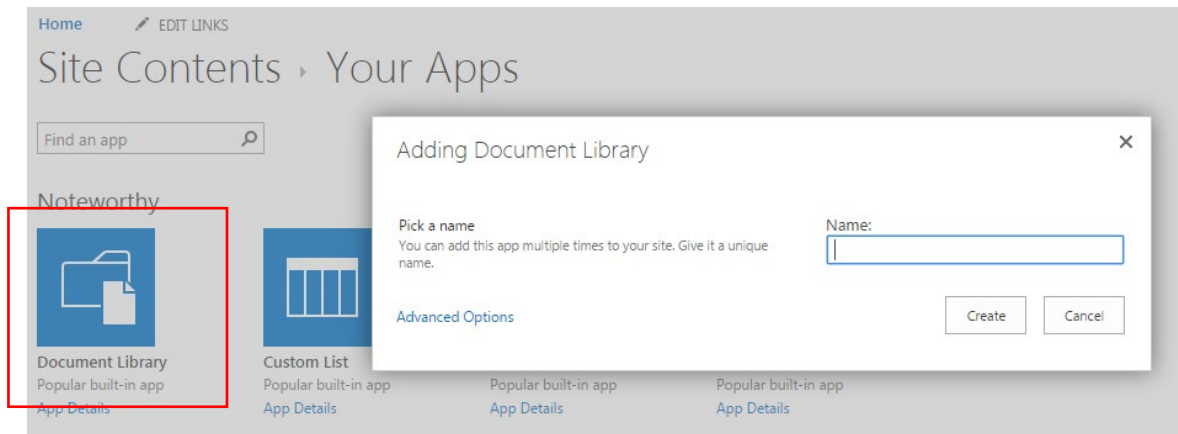 Home EDIT LINKS
Site Contents › Your Apps
Find an app
Adding Document Library
Noteworthy
Pick a name
You can add this app multiple times to your site. Give it a unique
name.
Name:
Advanced Options
Create Cancel
Document Library Custom List
Popular built-in app Popular built-in app Popular built-in app Popular built-in app
App Details App Details App Details App Details